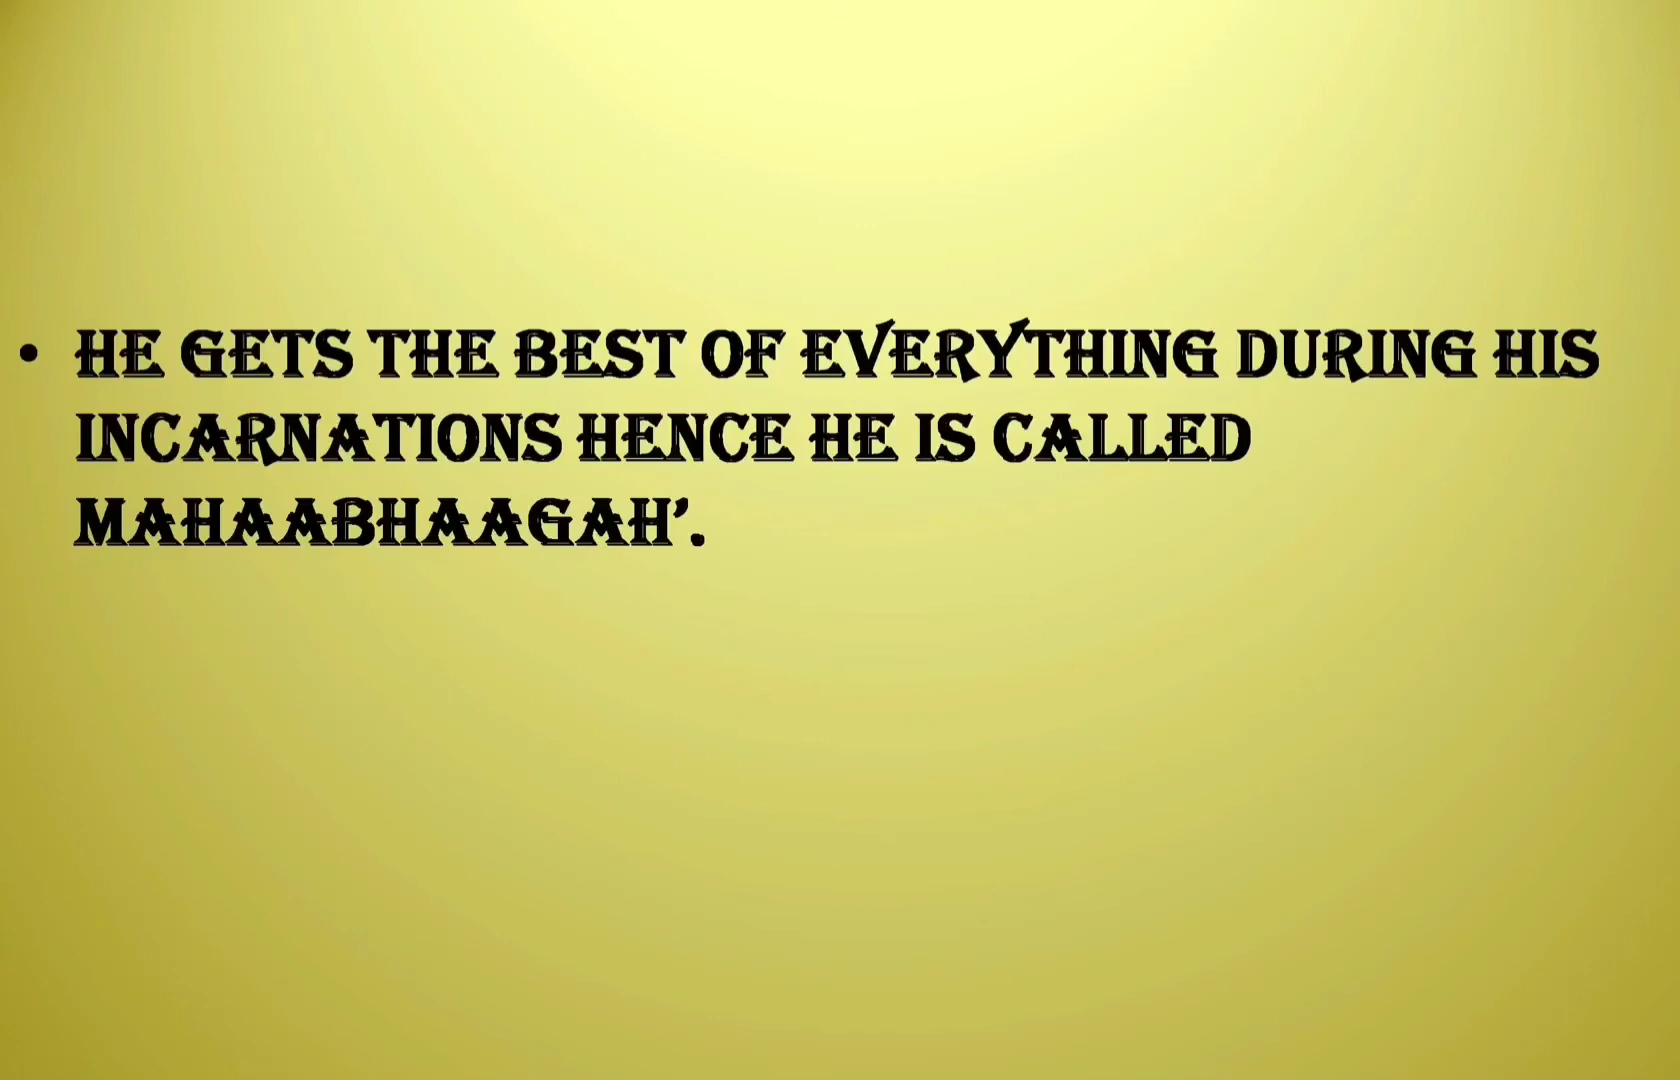 • HE GETS THE BEST OF EVERYTHING DURING HIS
INCARNATIONS HENCE HE IS CALLED
MAHAABHAAGAH’.